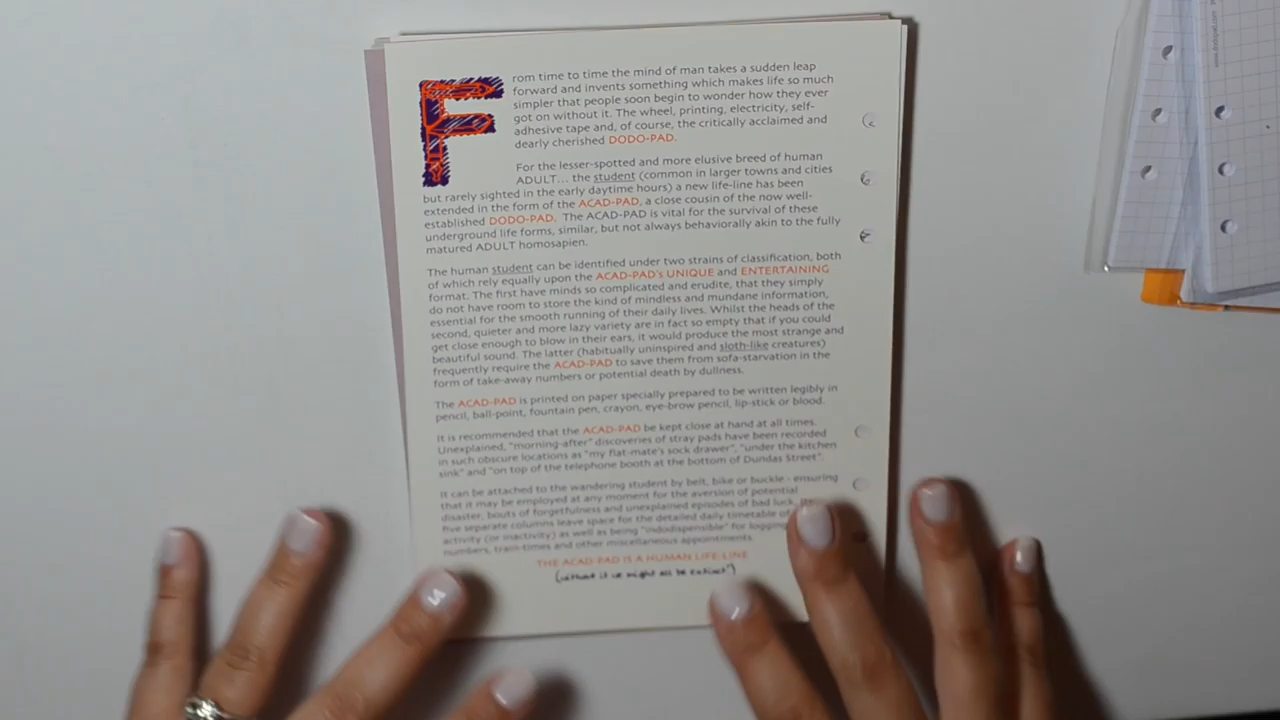 From time to time the mind of man takes a sudden leap
forward and invents something which makes life so much
simpler that people soon begin to wonder how they ever
got on without it. The wheel, printing, electricity, self-
adhesive tape and, of course, the critically acclaimed and
dearly cherished DODO-PAD.
For the lesser-spotted and more elusive breed of human
ADULT... the student (common in larger towns and cities
but rarely sighted in the early daytime hours) a new life-line has been
extended in the form of the ACAD-PAD, a close cousin of the now well-
established DODO-PAD. The ACAD-PAD is vital for the survival of these
underground life forms, similar, but not always behaviorally akin to the fully
matured ADULT homosapien.
The human student can be identified under two strains of classification, both
of which rely equally upon the ACAD-PAD's UNIQUE and ENTERTAINING
format. The first have minds so complicated and erudite, that they simply
do not have room to store the kind of mindless and mundane information,
essential for the smooth running of their daily lives. Whilst the heads of the
second, quieter and more lazy variety are in fact so empty that if you could
get close enough to blow in their ears, it would produce the most strange and
beautiful sound. The latter (habitually uninspired and sloth-like creatures)
frequently require the ACAD-PAD to save them from sofa-starvation in the
form of take-away numbers or potential death by dullness.
The ACAD-PAD is printed on paper specially prepared to be written legibly in
pencil, ball-point, fountain pen, crayon, eye-brow pencil, lip-stick or blood.
It is recommended that the ACAD-PAD be kept close at hand at all times.
Unexplained, "morning-after" discoveries of stray pads have been recorded
in such obscure locations as "my flat-mate's sock drawer", "under the kitchen
sink" and "on top of the telephone booth at the bottom of Dundas Street".
It can be attached to the wandering student by belt, bike or buckle - ensuring
that it may be employed at any moment for the aversion of potential
disaster, bouts of forgetfulness and unexplained episodes of bad luck. Its
five separate columns leave space for the detailed daily timetable of
activity (or inactivity) as well as being "indodispensible" for logging
numbers, train-times and other miscellaneous appointments.
THE ACAD-PAD IS A HUMAN LIFE-LINE
(without it we might all be extinct")
www.dodopad.com